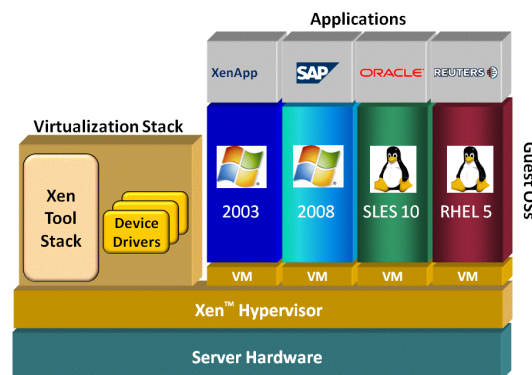 Applications
XenApp
SAP
ORACLE
REUTERS
Virtualization Stack
Xen
Tool
Stack
Device
Drivers
2003
2008
SLES 10
RHEL 5
Guest OSs
VM
VM
VM
VM
Xen™ Hypervisor
Server Hardware